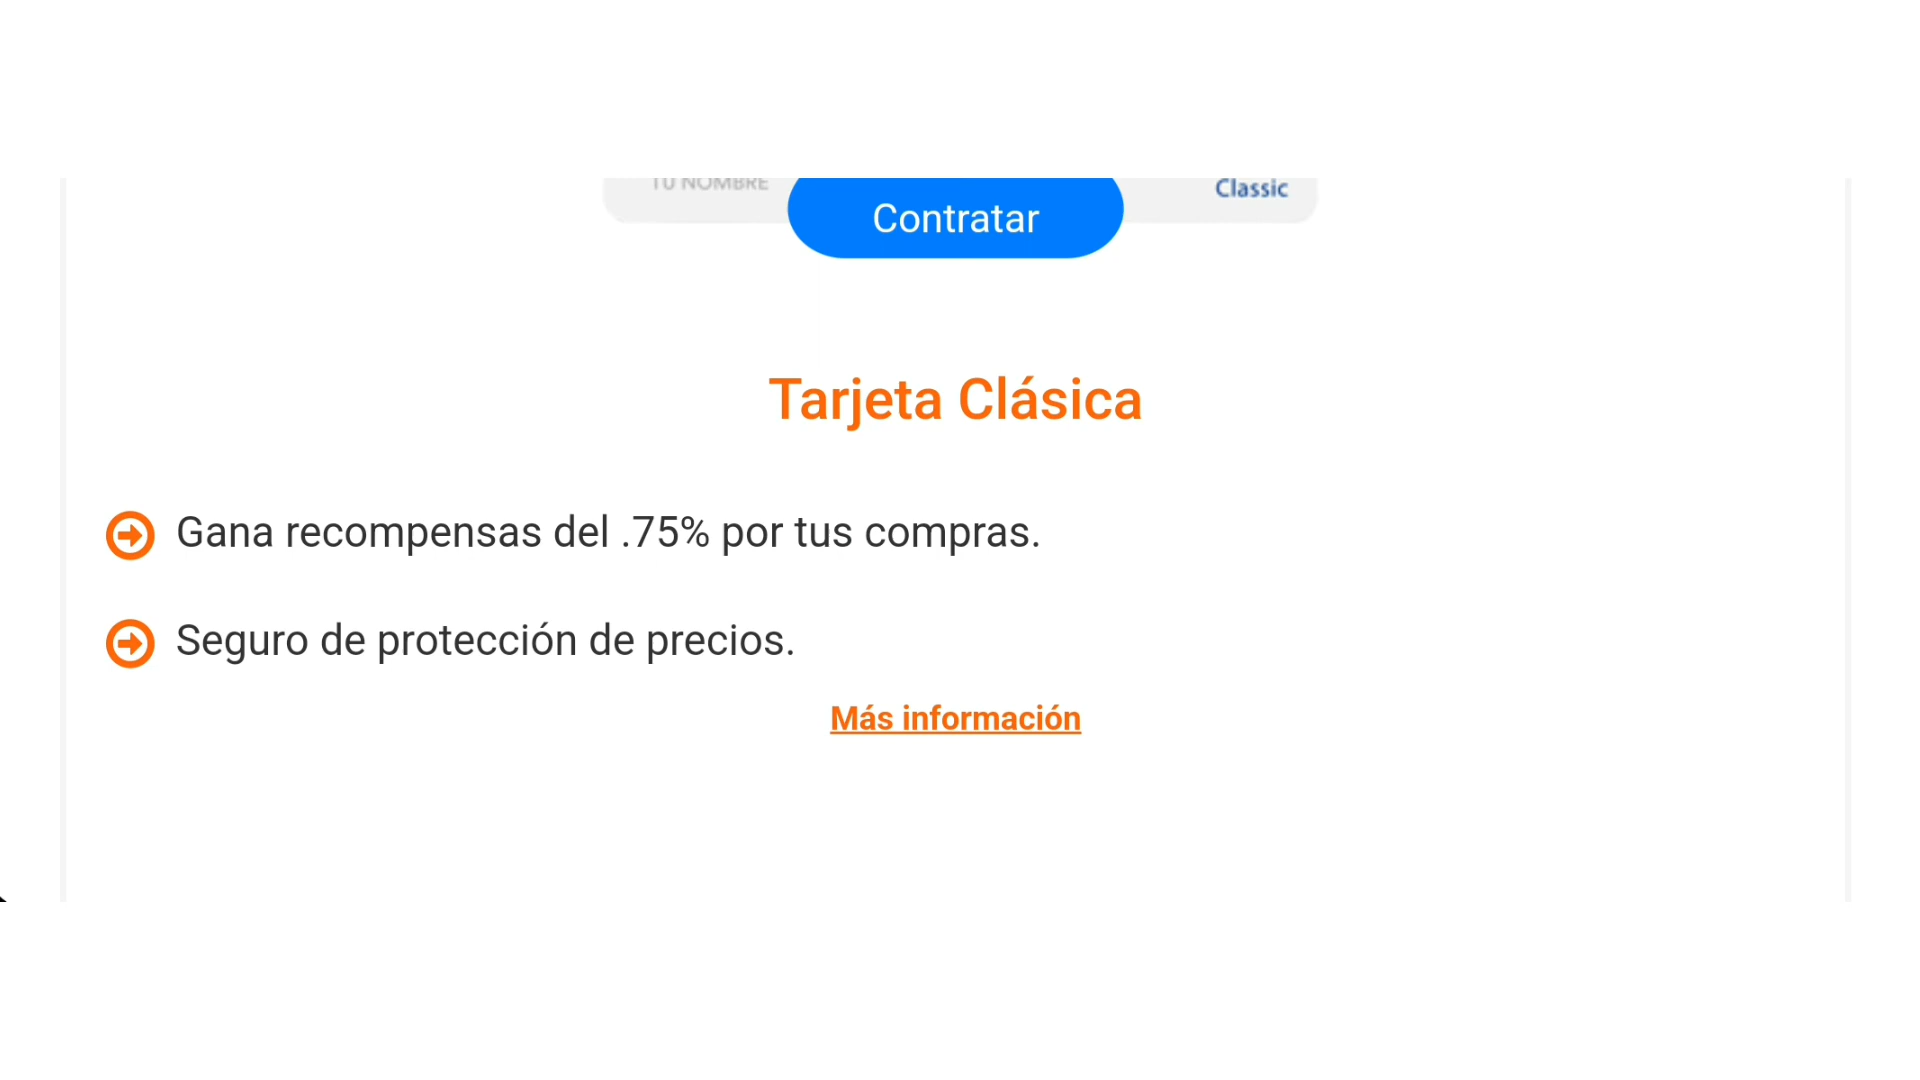 TU NOMBRE
Classic
Contratar
Tarjeta Clásica
Gana recompensas del .75% por tus compras.
Seguro de protección de precios.
Más información